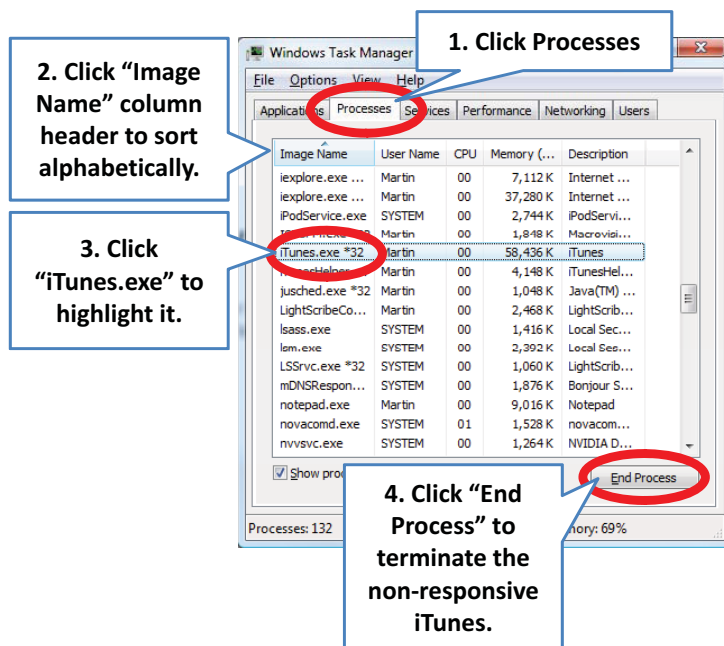 1. Click Processes
2. Click “Image
Name” column
header to sort
alphabetically.
3. Click
“iTunes.exe” to
highlight it.
4. Click “End
Process” to
terminate the
non-responsive
iTunes.
Windows Task Manager
File Options View Help
Processes Services Performance Networking Users
Image Name User Name CPU Memory (... Description
iexplore.exe ... Martin 00 7,112 K Internet ...
iexplore.exe ... Martin 00 37,280 K Internet ...
iPodService.exe SYSTEM 00 2,744 K iPodServi...
Martin 00 1,848 K Macrovisi...
iTunes.exe *32 Martin 00 58,436 K iTunes
Martin 00 4,148 K iTunesHel...
jusched.exe *32 Martin 00 1,048 K Java(TM) ...
LightScribeCo... Martin 00 2,468 K LightScrib...
lsass.exe SYSTEM 00 1,416 K Local Sec...
lsm.exe SYSTEM 00 2,392 K Local Ses...
LSSrvc.exe *32 SYSTEM 00 1,060 K LightScrib...
mDNSRespon... SYSTEM 00 1,876 K Bonjour S...
notepad.exe Martin 00 9,016 K Notepad
novacomd.exe SYSTEM 01 1,528 K novacom...
nvvsvc.exe SYSTEM 00 1,264 K NVIDIA D...
Show End Process
Processes: 132 69%